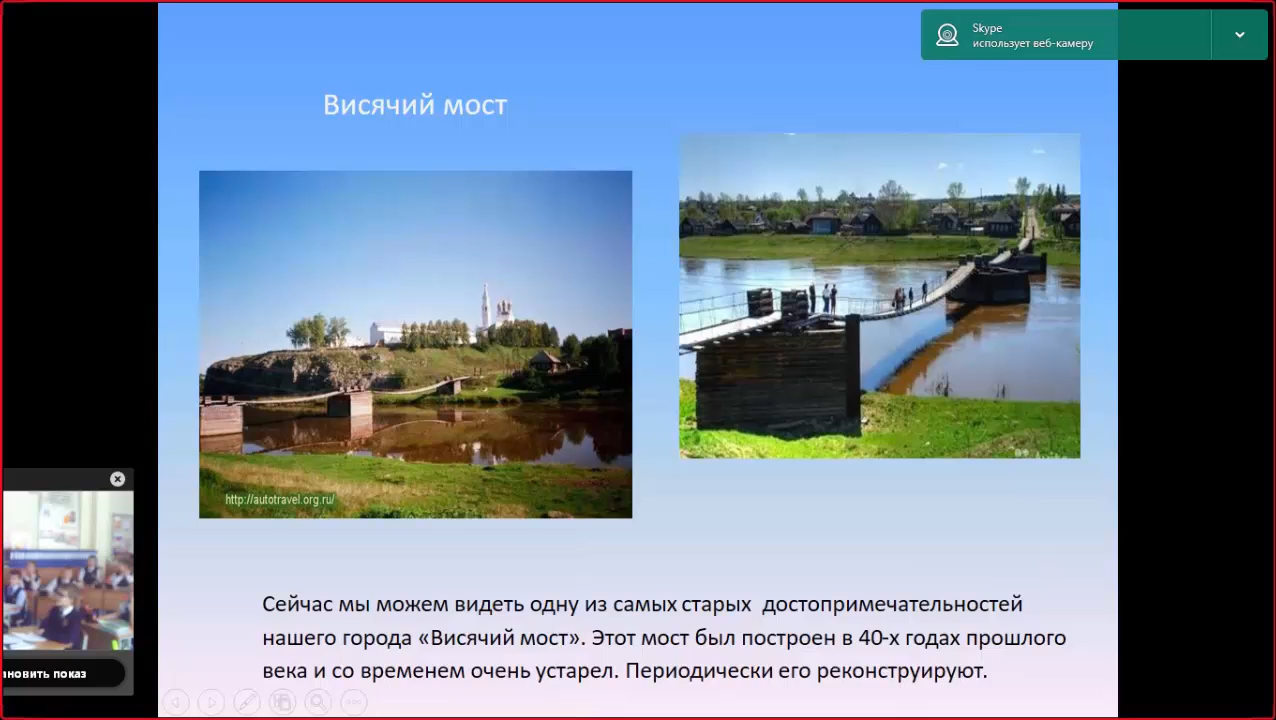 Skype
использует веб-камеру
Висячий мост
http://autotravel.org.ru/
Сейчас мы можем видеть одну из самых старых достопримечательностей
нашего города «Висячий мост». Этот мост был построен в 40-х годах прошлого
века и со временем очень устарел. Периодически его реконструируют.
ановить показ